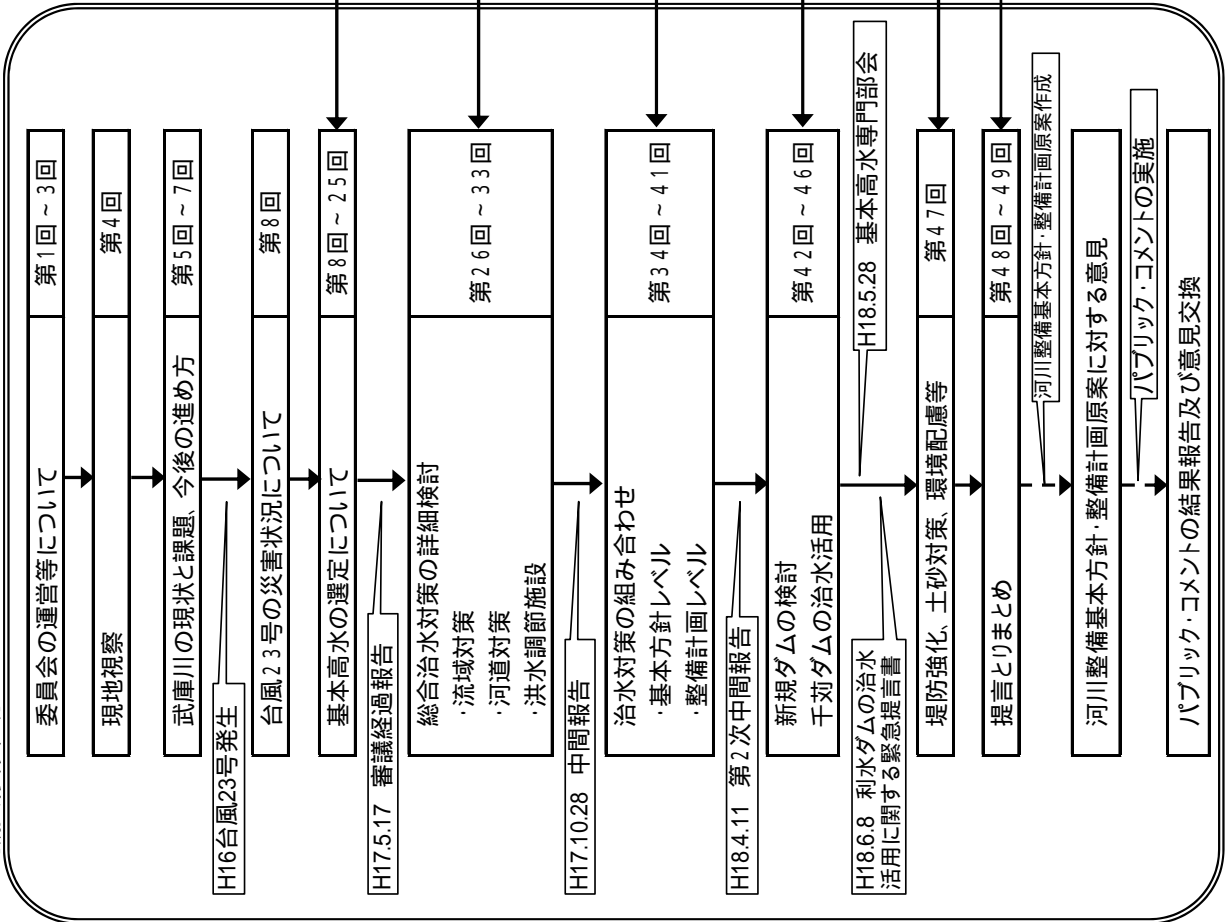 委員会の運営等について 第1回~3回
現地視察 第4回
武庫川の現状と課題、今後の進め方 第5回~7回
H16台風23号発生
台風23号の災害状況について 第8回
基本高水の選定について 第8回~25回
H17.5.17 審議経過報告
総合治水対策の詳細検討 第26回~33回
・流域対策
・河道対策
・洪水調節施設
H17.10.28 中間報告
治水対策の組み合わせ 第34回~41回
・基本方針レベル
・整備計画レベル
H18.4.11 第2次中間報告
新規ダムの検討 第42回~46回
千苅ダムの治水活用
H18.5.28 基本高水専門部会
H18.6.8 利水ダムの治水
活用に関する緊急提言書
堤防強化、土砂対策、環境配慮等 第47回
提言とりまとめ 第48回~49回
河川整備基本方針・整備計画原案作成
河川整備基本方針・整備計画原案に対する意見
パブリック・コメントの実施
パブリック・コメントの結果報告及び意見交換